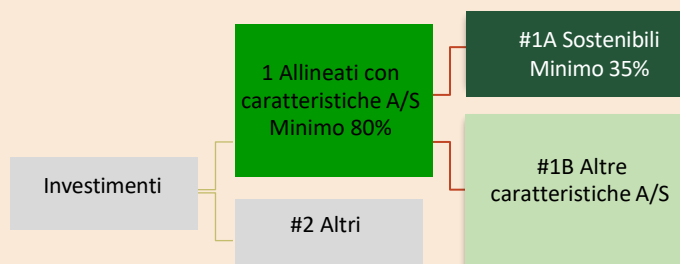 Investimenti
1 Allineati con
caratteristiche A/S
Minimo 80%
#2 Altri
#1A Sostenibili
Minimo 35%
#1B Altre
caratteristiche A/S